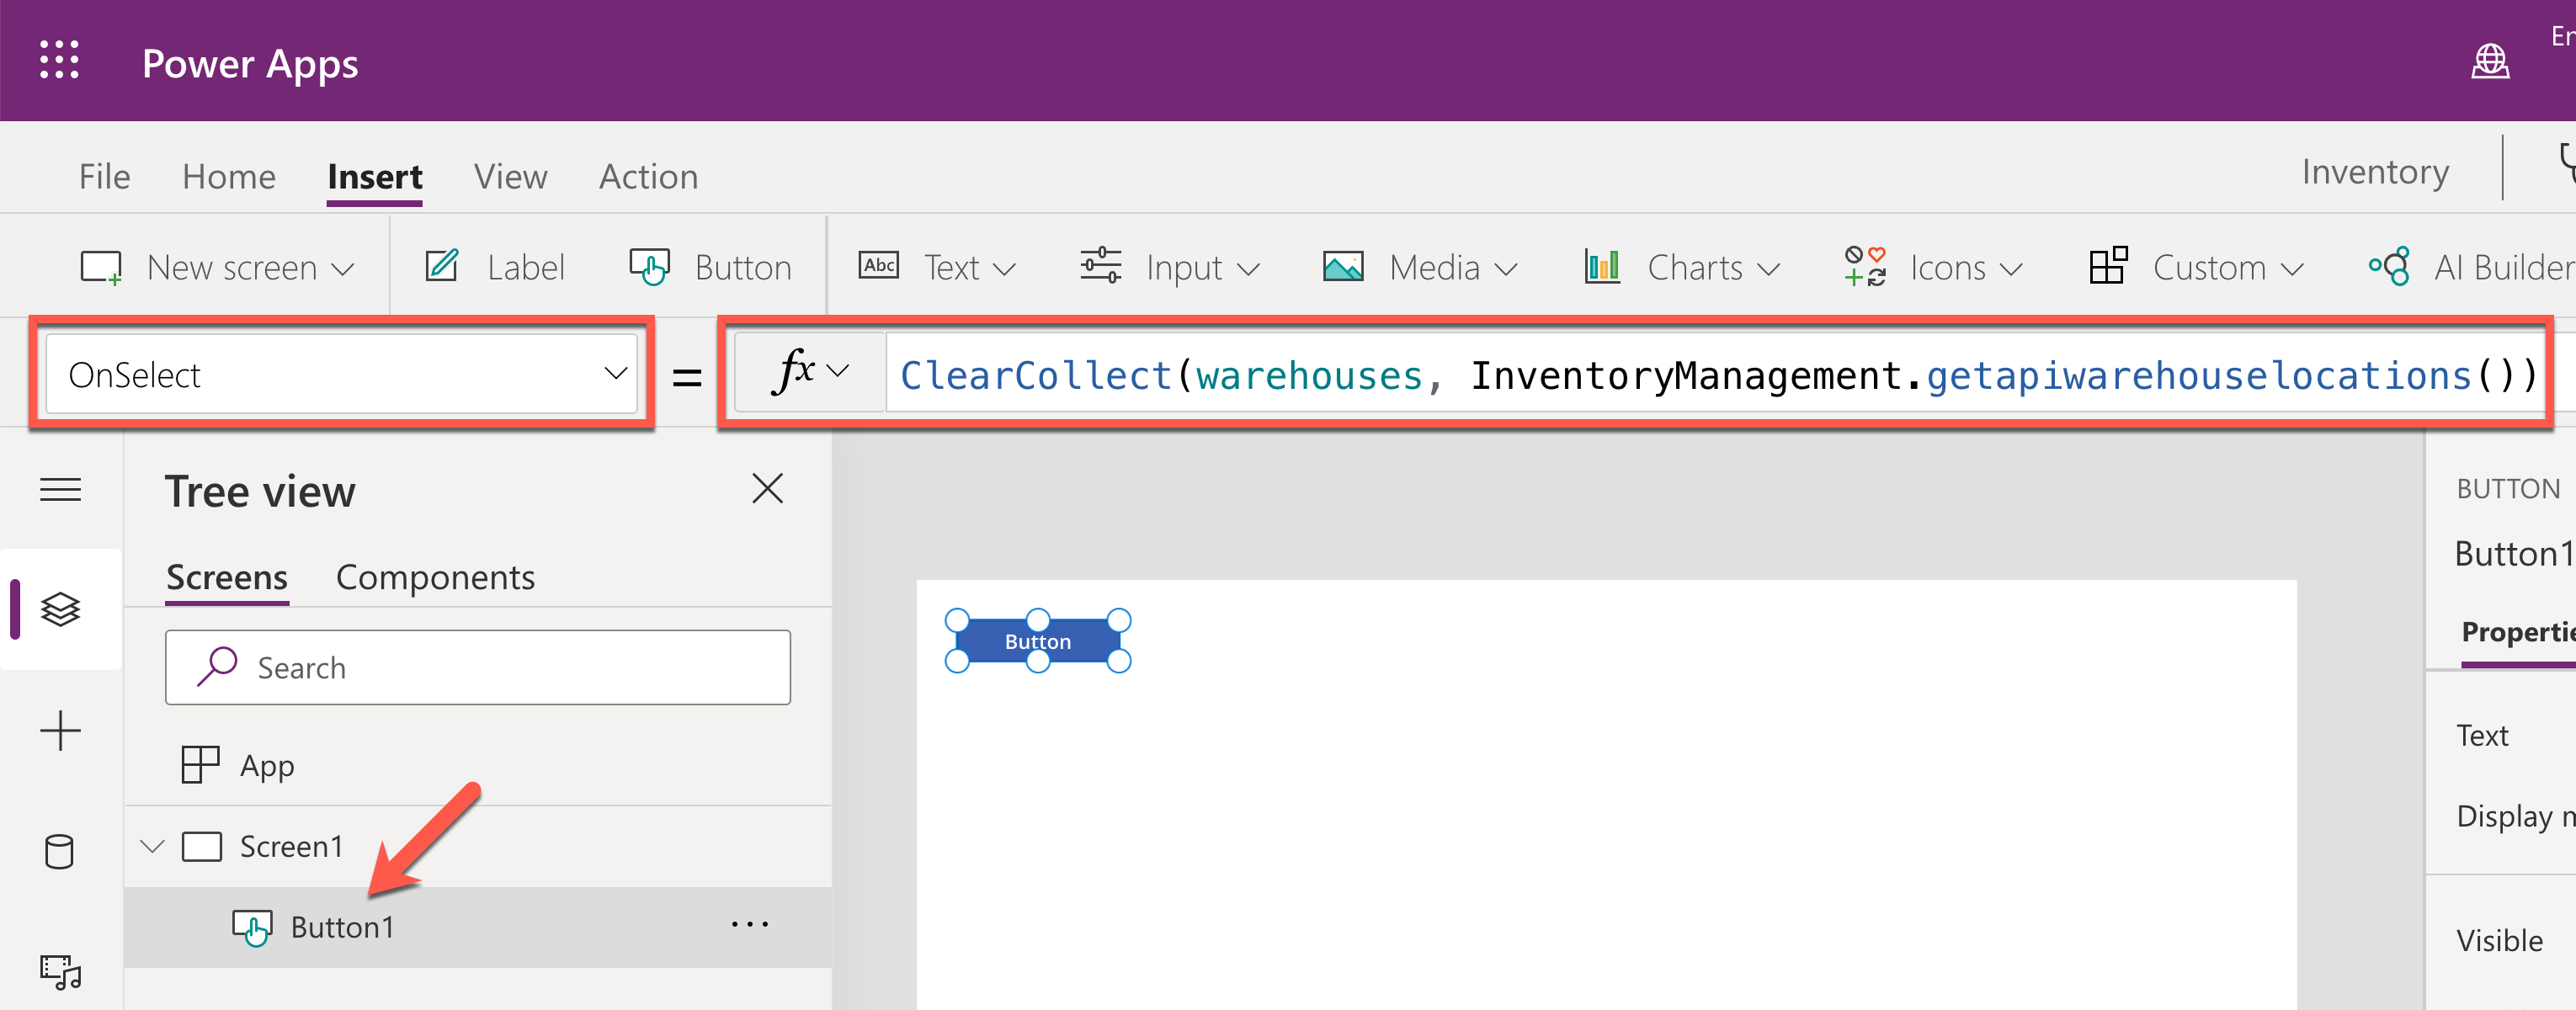 Power Apps
En
File Home Insert View Action Inventory
New screen Label Button Abc Text Input Media Charts Icons Custom AI Builder
OnSelect = fx ClearCollect(warehouses, InventoryManagement.getapiwarehouselocations())
Tree view
Screens Components
Search
App
Screen1
Button1
Button
BUTTON
Button1
Propertie
Text
Display m
Visible